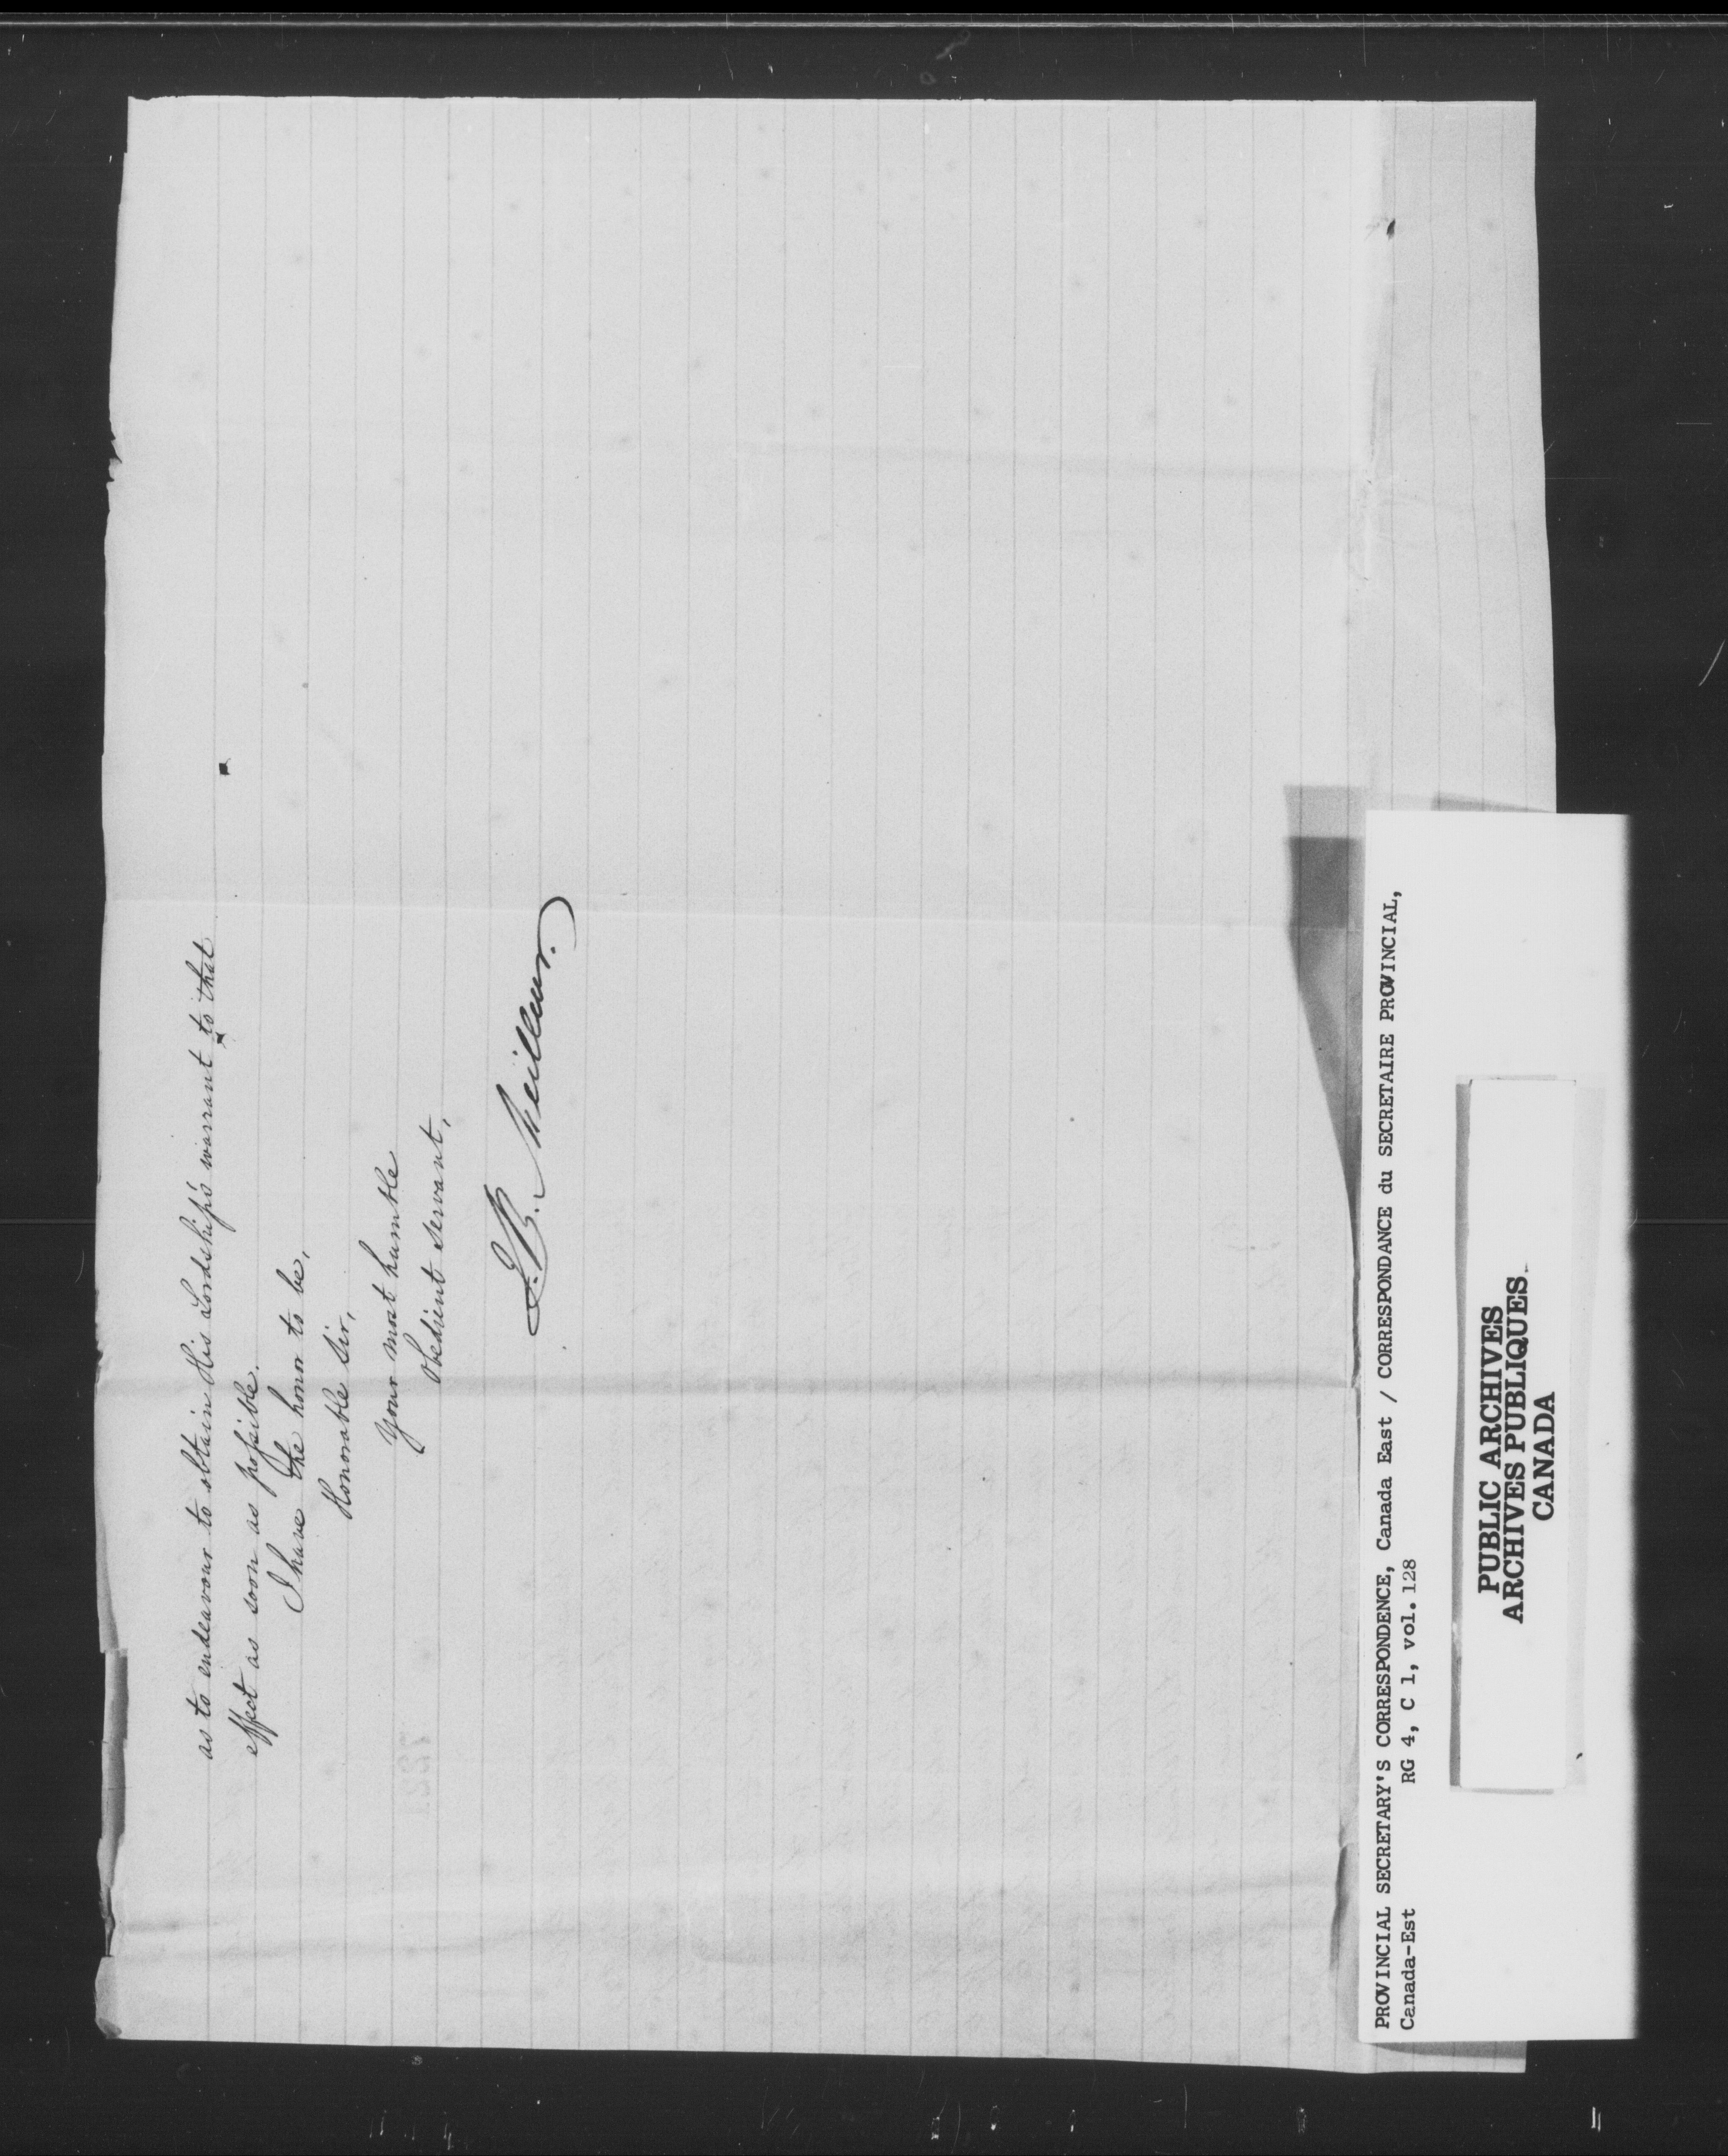 as to endeavour to obtain His Lordship's warrant to that
effect as soon as possible.
I have the honor to be,
Honorable Sir,
Your most humble
Obedient servant,
J. B. Meilleur.
PROVINCIAL SECRETARY'S CORRESPONDENCE, Canada East / CORRESPONDANCE du SECRETAIRE PROVINCIAL,
Canada-Est RG 4, C 1, vol. 128
PUBLIC ARCHIVES
ARCHIVES PUBLIQUES
CANADA